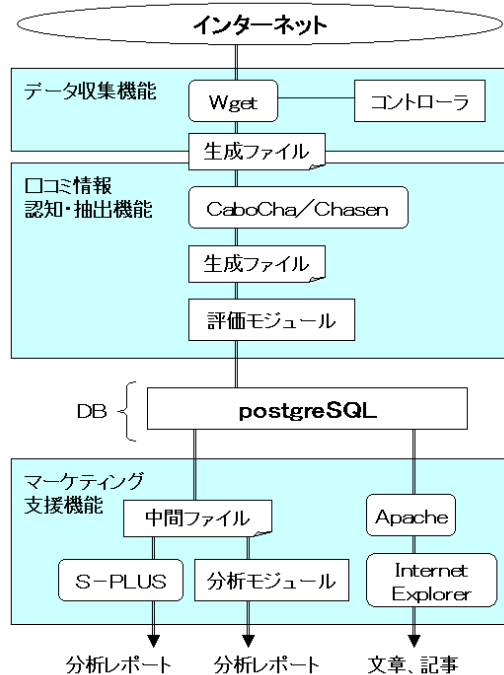 インターネット
データ収集機能
Wget
コントローラ
生成ファイル
口コミ情報
認知・抽出機能
CaboCha／Chasen
生成ファイル
評価モジュール
DB
postgreSQL
マーケティング
支援機能
中間ファイル
Apache
S－PLUS
分析モジュール
Internet
Explorer
分析レポート
分析レポート
文章、記事